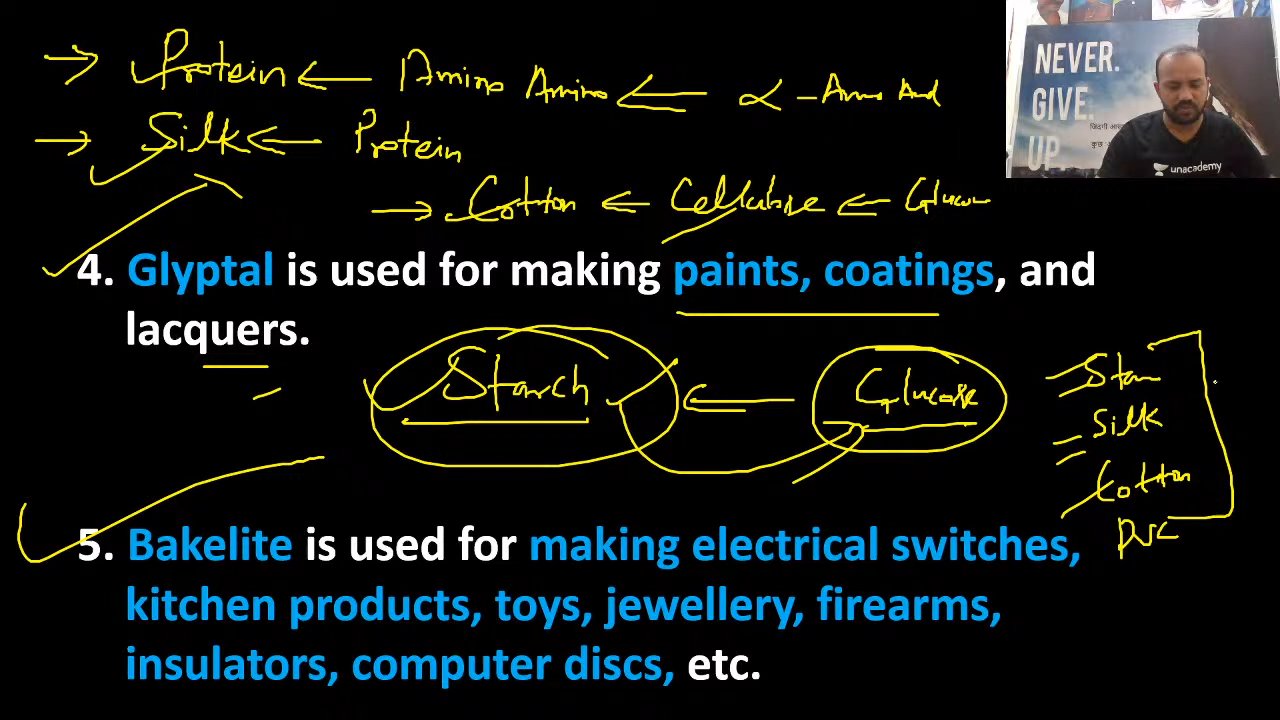 → Protein ← Amino Amino ← α - Amino Acid
→ Silk ← Protein
→ Cotton ← Cellulose ← Glucose
4. Glyptal is used for making paints, coatings, and
lacquers.
Starch ← Glucose
Silk
Cotton
PVC
5. Bakelite is used for making electrical switches,
kitchen products, toys, jewellery, firearms,
insulators, computer discs, etc.
NEVER.
GIVE
UP.
जिंदगी
कुछ
unacademy